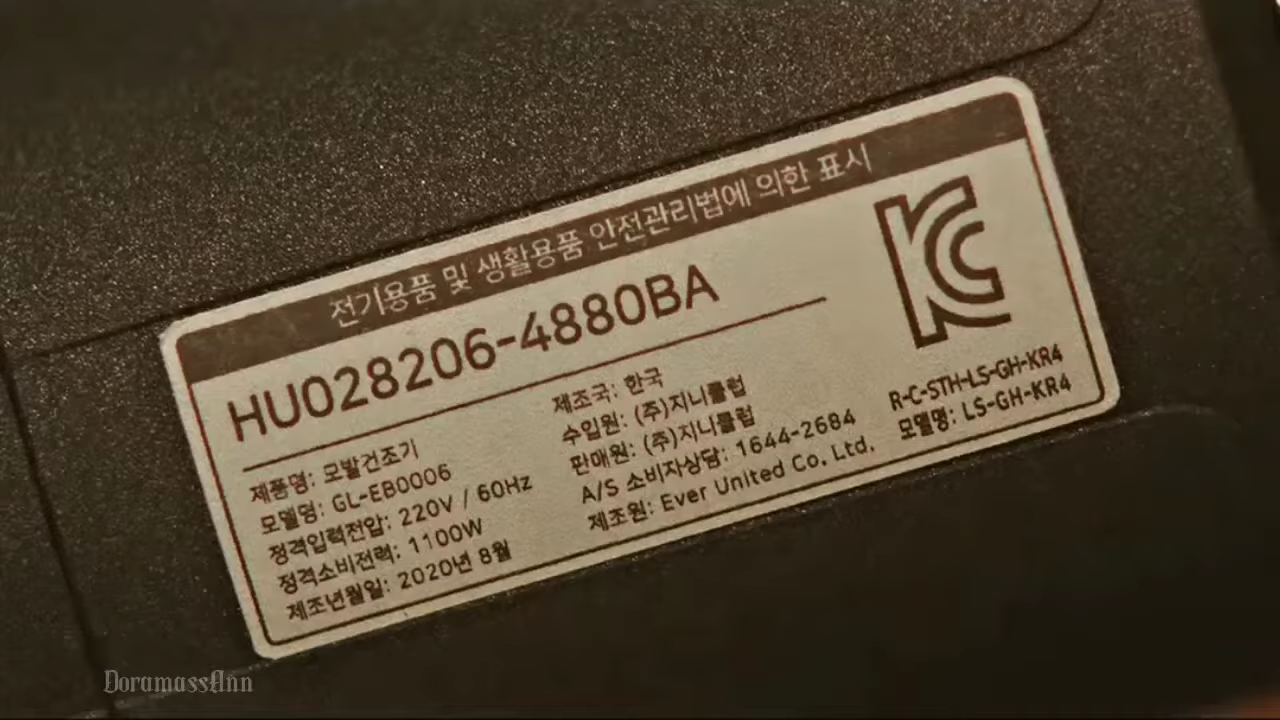 전기용품 및 생활용품 안전관리법에 의한 표시
HU028206-4880BA
제품명: 모발건조기
모델명: GL-EB0006
정격입력전압: 220V / 60Hz
정격소비전력: 1100W
제조년월일: 2020년 8월
제조국: 한국
수입원: (주)지니클럽
판매원: (주)지니클럽
A/S 소비자상담: 1644-2684
제조원: Ever United Co. Ltd.
KC
R-C-STH-LS-GH-KR4
모델명: LS-GH-KR4
DoramassAnn